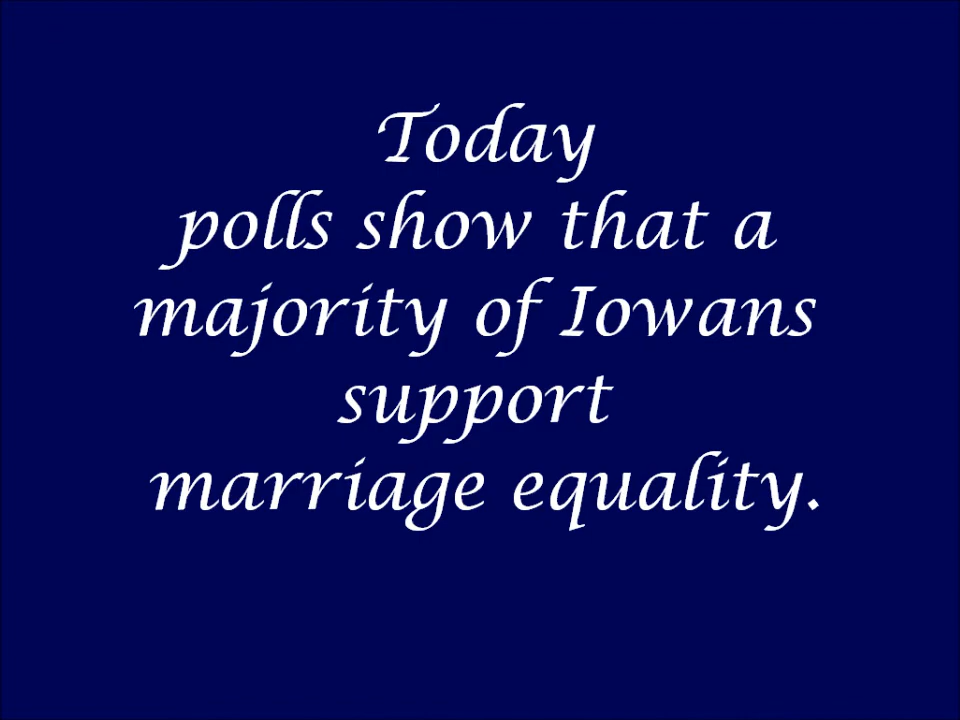 Today
polls show that a
majority of Iowans
support
marriage equality.